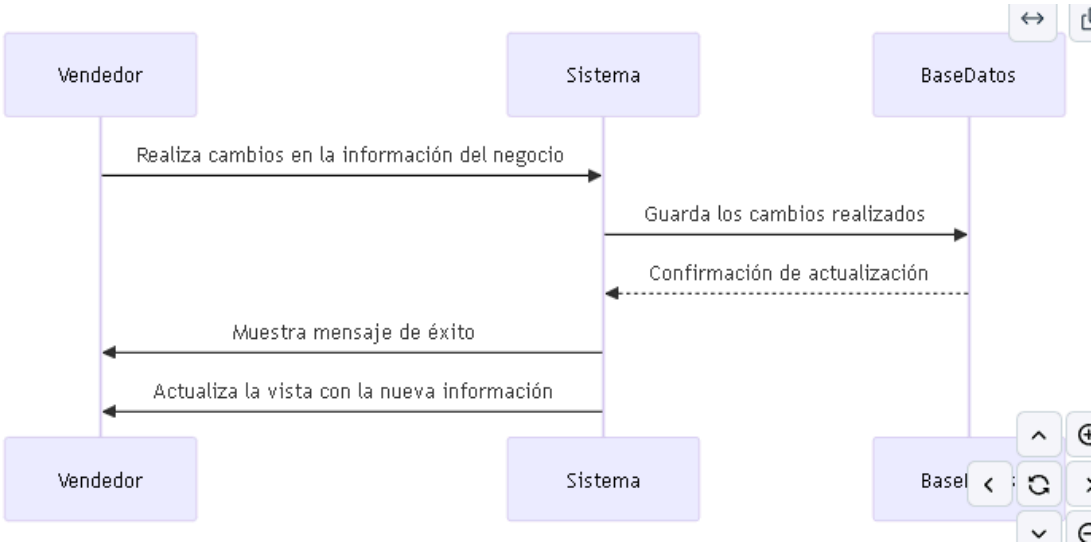 Vendedor
Sistema
BaseDatos
Realiza cambios en la información del negocio
Guarda los cambios realizados
Confirmación de actualización
Muestra mensaje de éxito
Actualiza la vista con la nueva información
Vendedor
Sistema